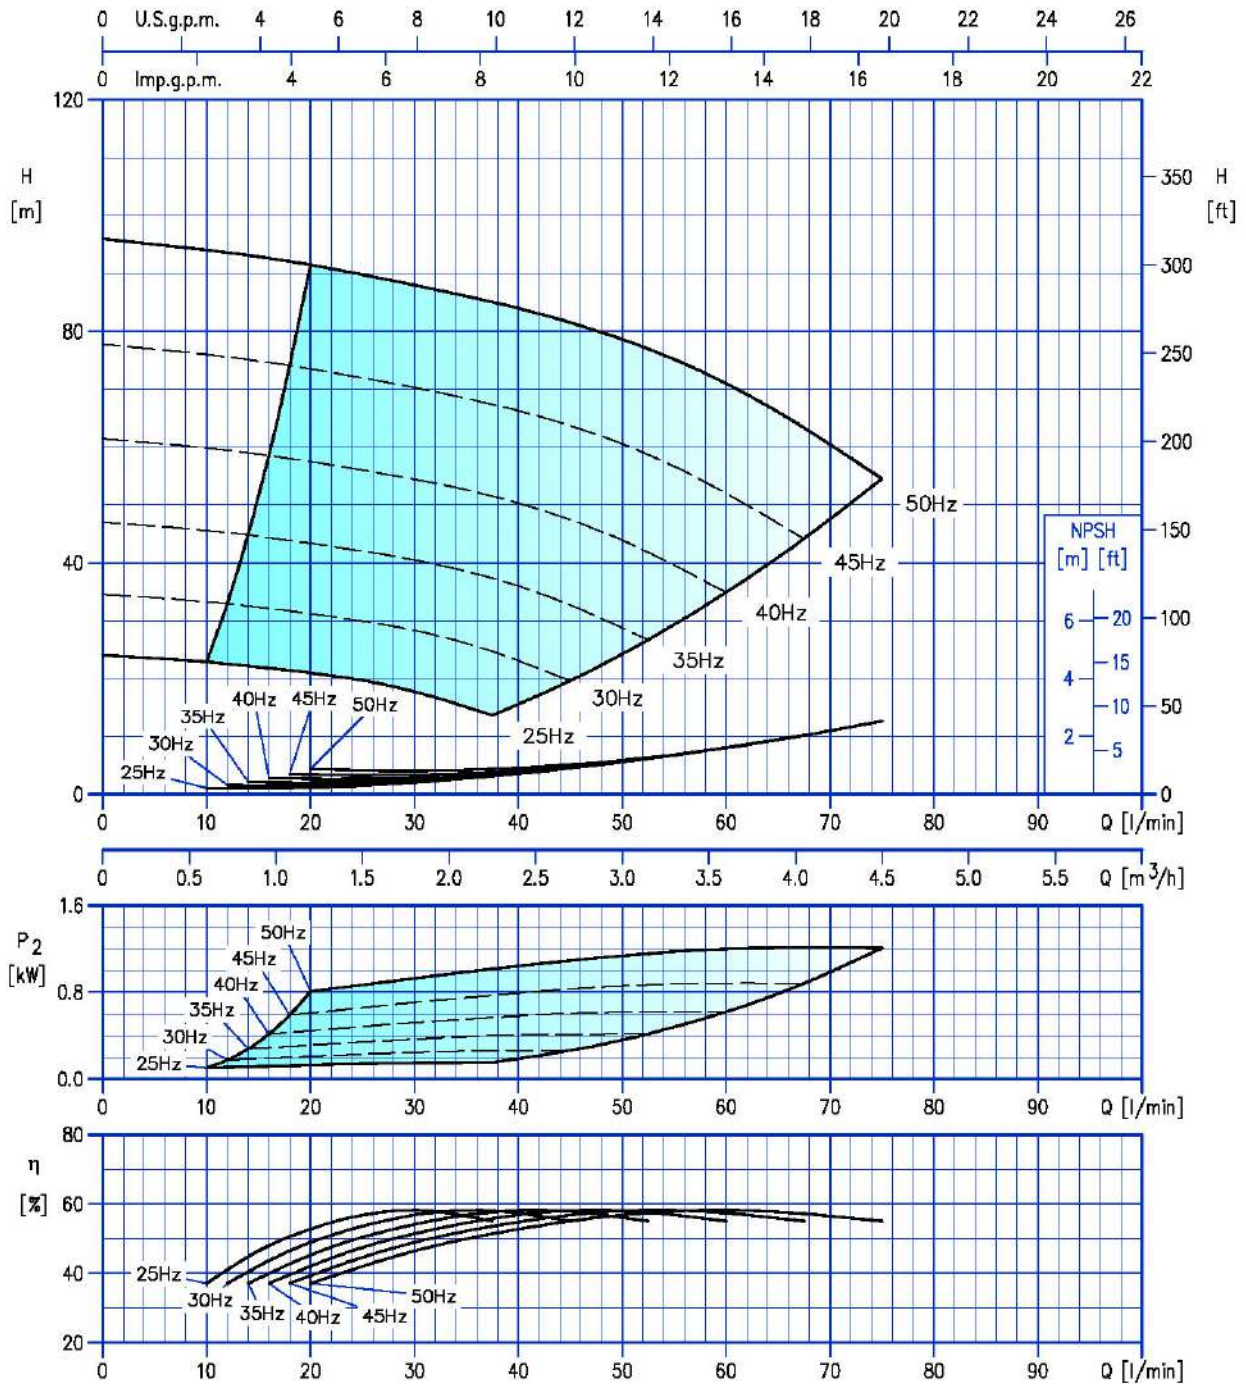 0 U.S.g.p.m. 4 6 8 10 12 14 16 18 20 22 24 26
0 Imp.g.p.m. 4 6 8 10 12 14 16 18 20 22
120
H 350 H
[m] [ft]
300
80 250
200
50Hz
NPSH
150
[m] [ft]
40 45Hz
40Hz 6 20 100
35Hz 15
4
40Hz 45Hz 50Hz 30Hz 10 50
35Hz
25Hz 2
30Hz 5
25Hz
0 0
0 10 20 30 40 50 60 70 80 90 Q [l/min]
0 0.5 1.0 1.5 2.0 2.5 3.0 3.5 4.0 4.5 5.0 5.5 Q [m³/h]
1.6
50Hz
P2
45Hz
[kW]
40Hz
0.8
35Hz
30Hz
25Hz
0.0
0 10 20 30 40 50 60 70 80 90 Q [l/min]
80
η
[%] 60
40
25Hz
30Hz 35Hz 40Hz 45Hz 50Hz
20
0 10 20 30 40 50 60 70 80 90 Q [l/min]